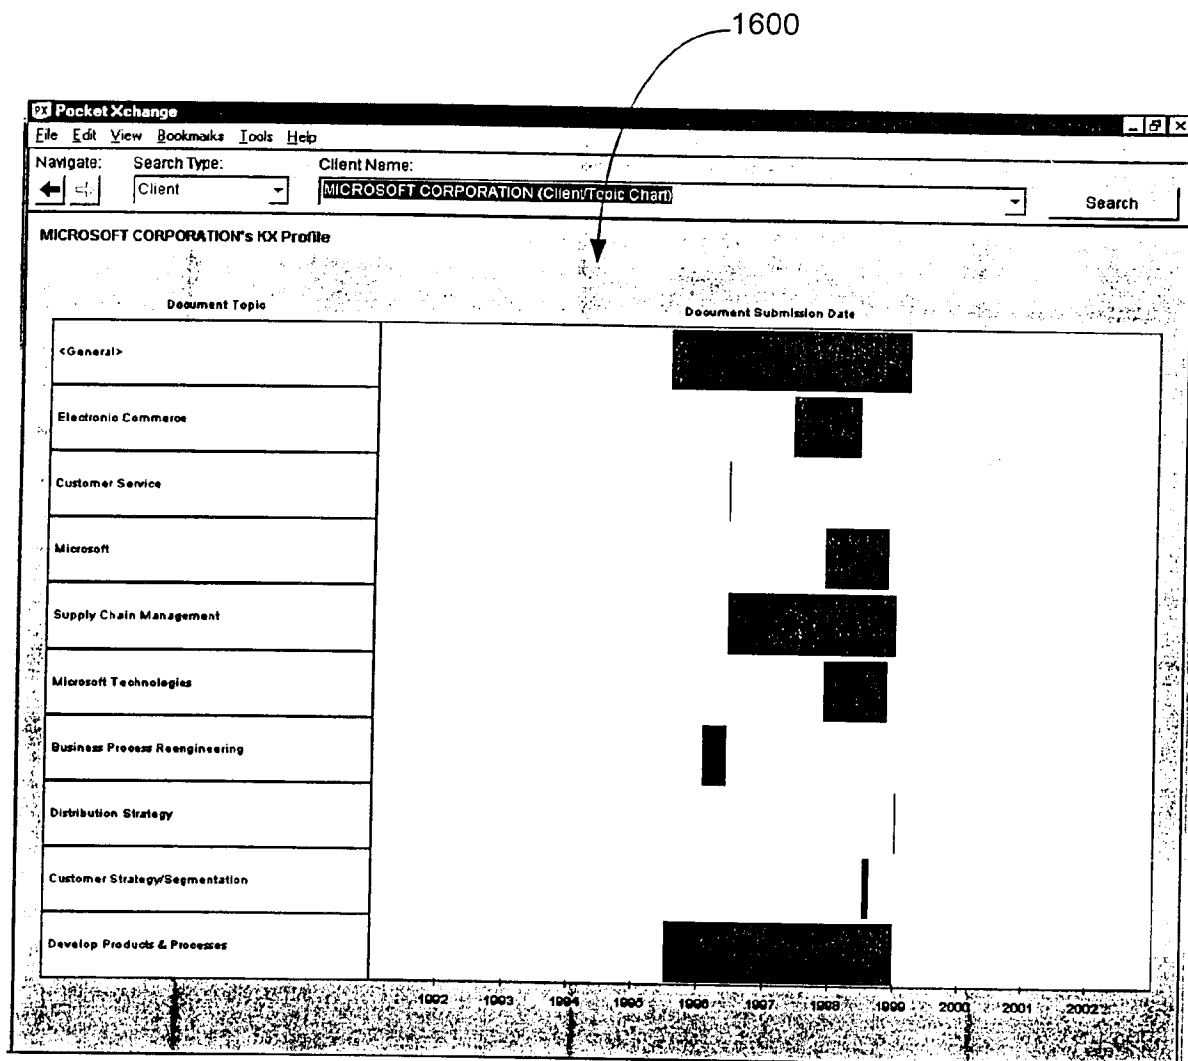 1600
PX Pocket Xchange
File Edit View Bookmarks Tools Help
Navigate: Search Type: Client Name:
Client MICROSOFT CORPORATION (Client/Topic Chart) Search
MICROSOFT CORPORATION's KX Profile
Document Topic Document Submission Date
<General>
Electronic Commerce
Customer Service
Microsoft
Supply Chain Management
Microsoft Technologies
Business Process Reengineering
Distribution Strategy
Customer Strategy/Segmentation
Develop Products & Processes
1992 1993 1994 1995 1996 1997 1998 1999 2000 2001 2002